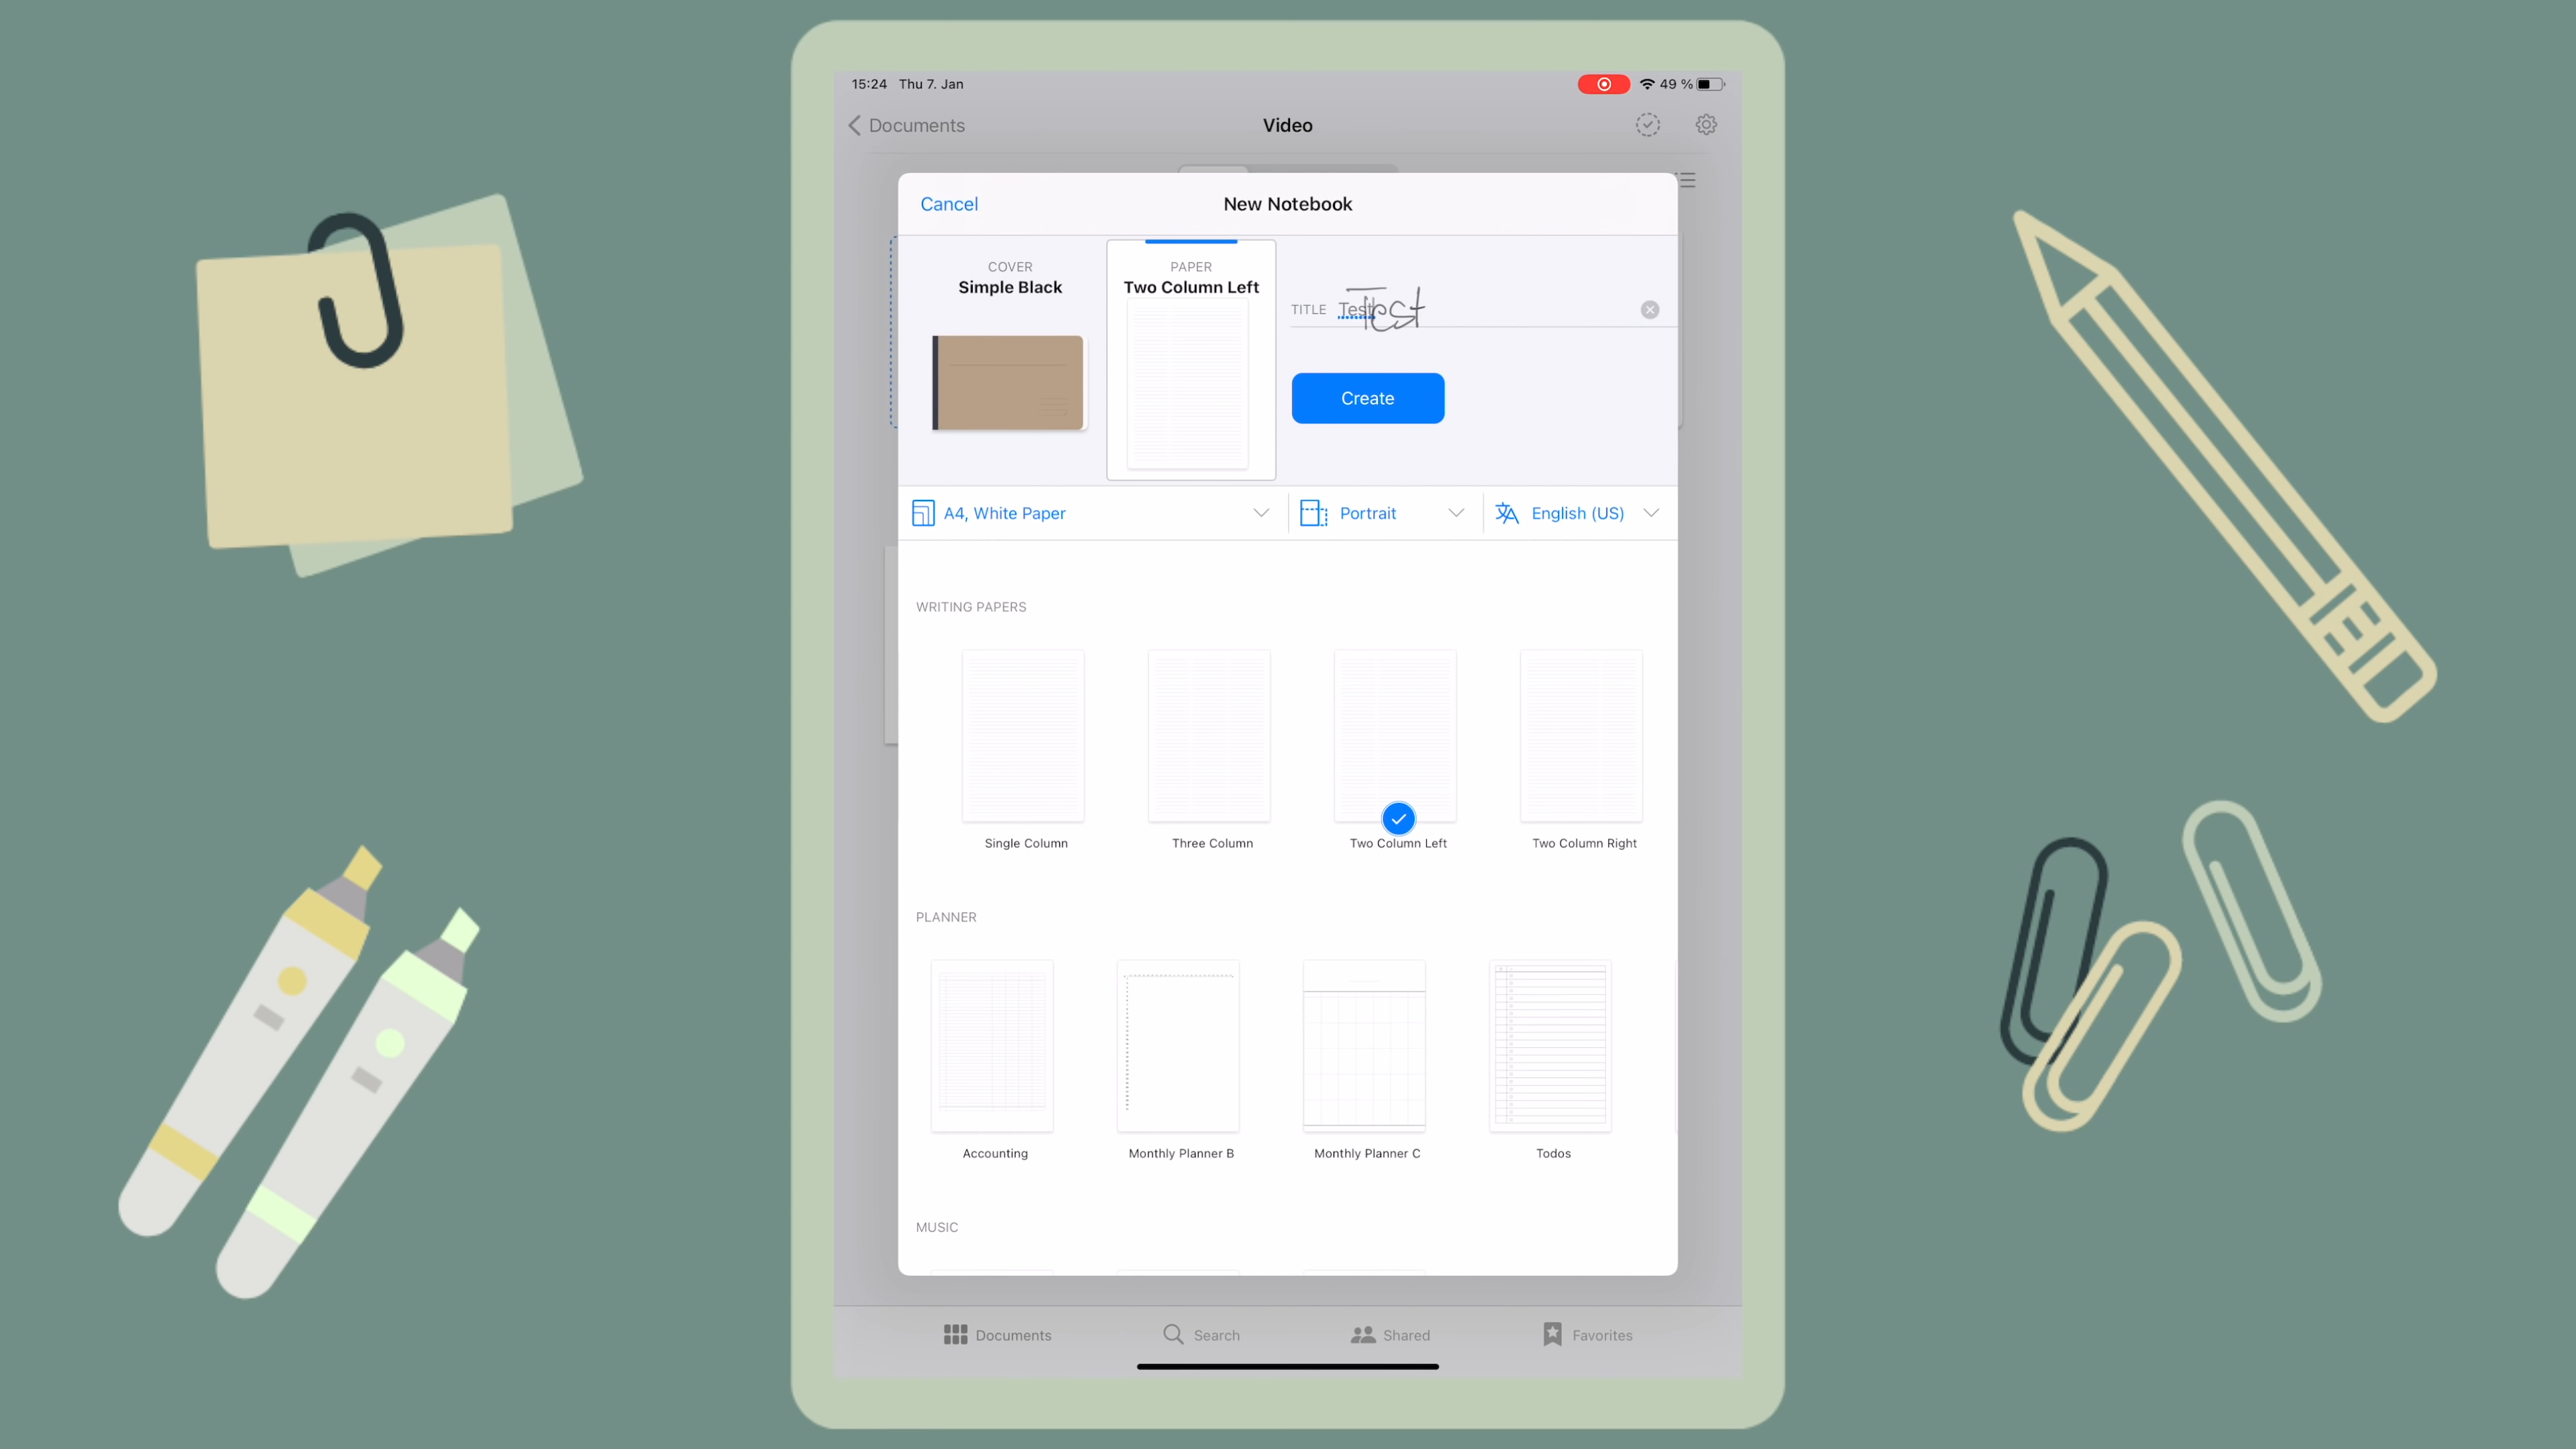 15:24 Thu 7. Jan 49 %
Documents Video
Cancel New Notebook
COVER
Simple Black
PAPER
Two Column Left
TITLE Test
Test
Create
A4, White Paper Portrait English (US)
WRITING PAPERS
Single Column Three Column Two Column Left Two Column Right
PLANNER
Accounting Monthly Planner B Monthly Planner C Todos
MUSIC
Documents Search Shared Favorites